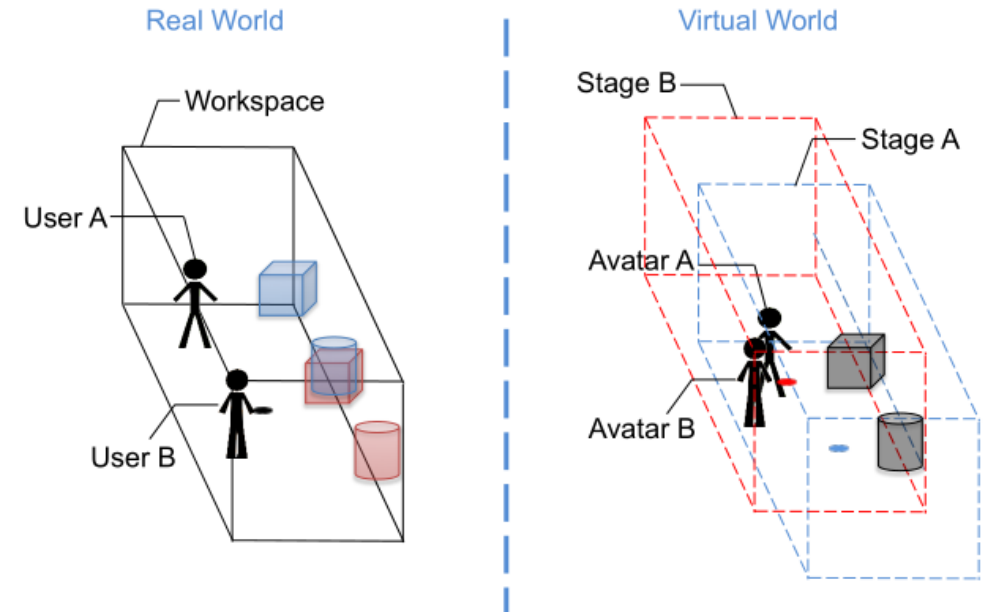 Real World
Virtual World
Workspace
User A
User B
Stage B
Stage A
Avatar A
Avatar B